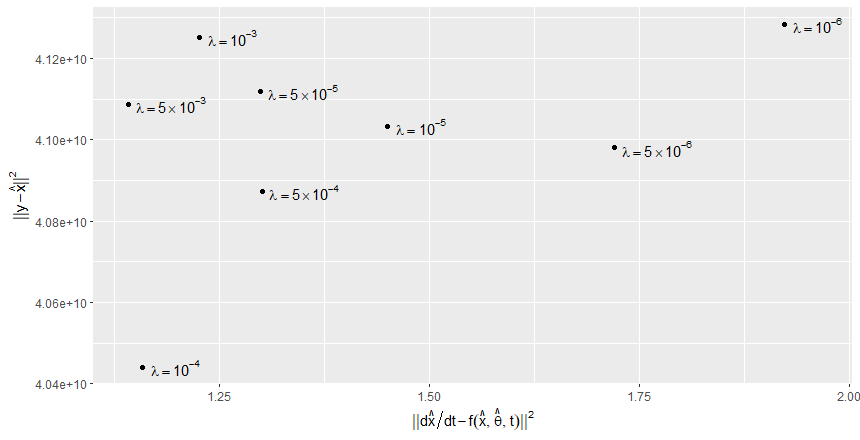 λ = 10⁻⁶
λ = 10⁻³
4.12e+10
λ = 5 × 10⁻⁵
λ = 5 × 10⁻³
λ = 10⁻⁵
4.10e+10
λ = 5 × 10⁻⁶
λ = 5 × 10⁻⁴
||y − x̂||²
4.08e+10
4.06e+10
λ = 10⁻⁴
4.04e+10
1.25 1.50 1.75 2.00
||dx̂/dt − f(x̂, θ̂, t)||²